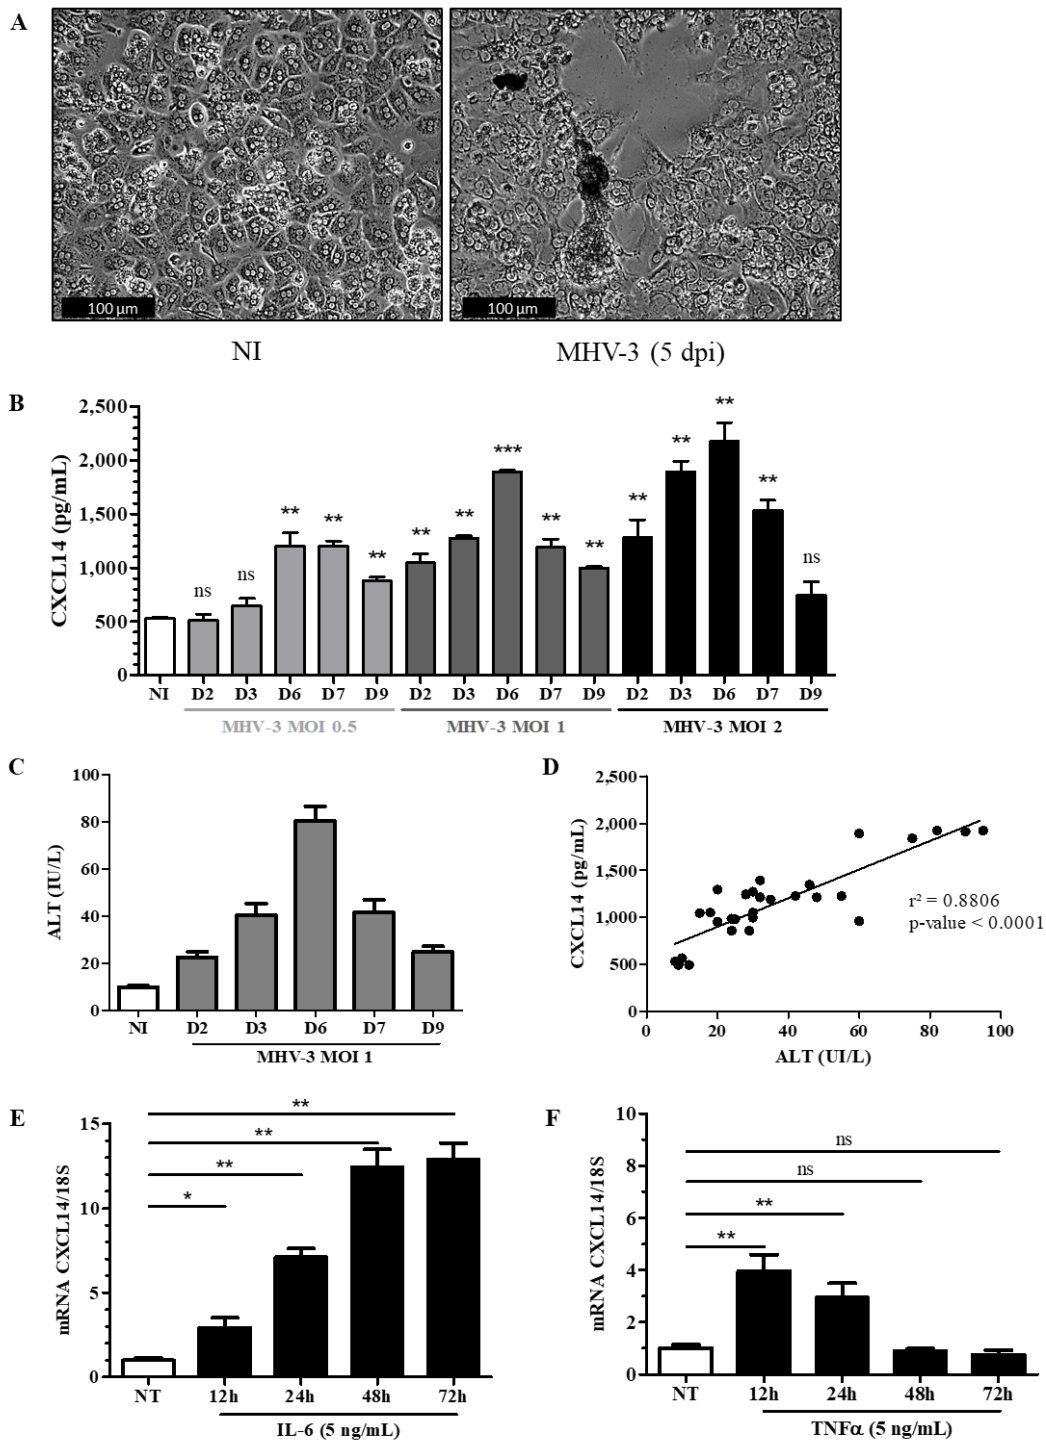 A
100 µm
100 µm
NI
MHV-3 (5 dpi)
B
CXCL14 (pg/mL)
2,500
2,000
1,500
1,000
500
0
ns
ns
**
**
**
**
**
***
**
**
**
**
**
**
ns
NI D2 D3 D6 D7 D9 D2 D3 D6 D7 D9 D2 D3 D6 D7 D9
MHV-3 MOI 0.5 MHV-3 MOI 1 MHV-3 MOI 2
C
ALT (IU/L)
100
80
60
40
20
0
NI D2 D3 D6 D7 D9
MHV-3 MOI 1
D
CXCL14 (pg/mL)
2,500
2,000
1,500
1,000
500
0
r² = 0.8806
p-value < 0.0001
0 20 40 60 80 100
ALT (UI/L)
E
mRNA CXCL14/18S
15
10
5
0
**
**
**
*
NT 12h 24h 48h 72h
IL-6 (5 ng/mL)
F
mRNA CXCL14/18S
10
8
6
4
2
0
ns
ns
**
**
NT 12h 24h 48h 72h
TNFα (5 ng/mL)